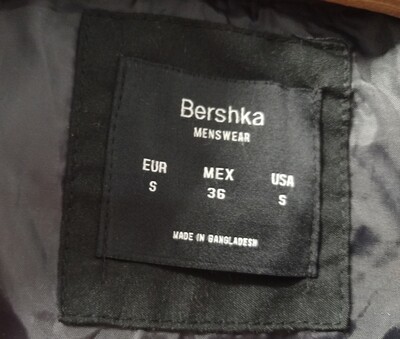 Bershka
MENSWEAR
EUR MEX USA
S 36 S
MADE IN BANGLADESH